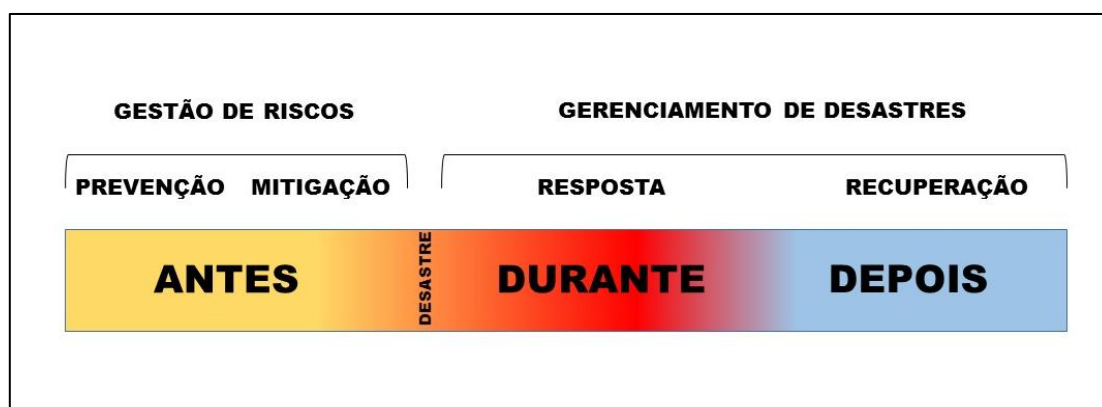 GESTÃO DE RISCOS
GERENCIAMENTO DE DESASTRES
PREVENÇÃO
MITIGAÇÃO
RESPOSTA
RECUPERAÇÃO
ANTES
DESASTRE
DURANTE
DEPOIS